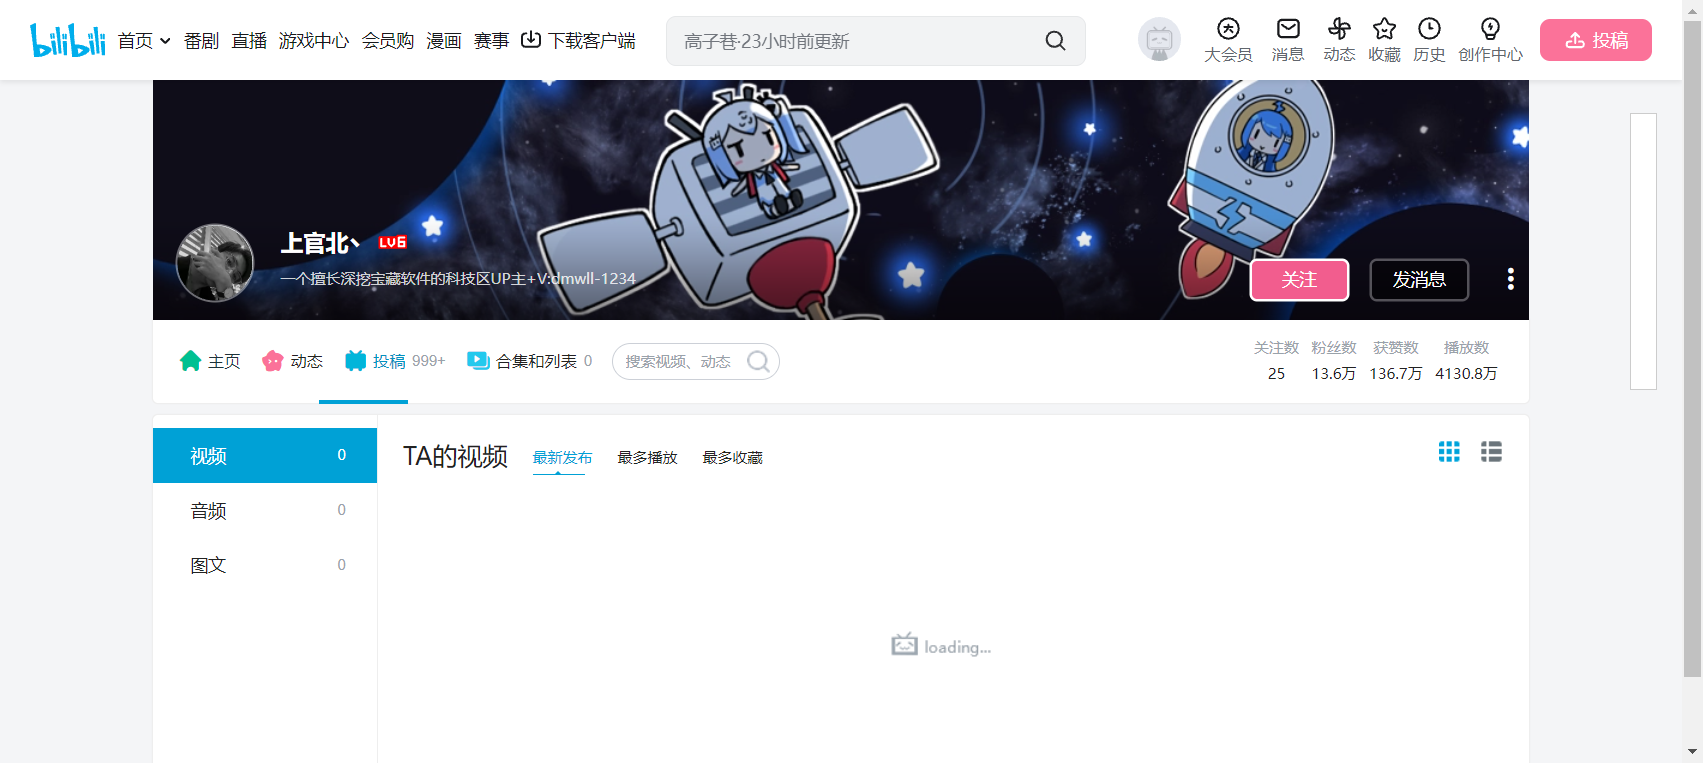 bilibili 首页 番剧 直播 游戏中心 会员购 漫画 赛事 下载客户端
高子巷·23小时前更新
大会员 消息 动态 收藏 历史 创作中心 投稿
上官北丶 LV6
一个擅长深挖宝藏软件的科技区UP主+V:dmwll-1234
关注 发消息
主页 动态 投稿 999+ 合集和列表 0
搜索视频、动态
关注数 粉丝数 获赞数 播放数
25 13.6万 136.7万 4130.8万
视频 0
音频 0
图文 0
TA的视频 最新发布 最多播放 最多收藏
loading...